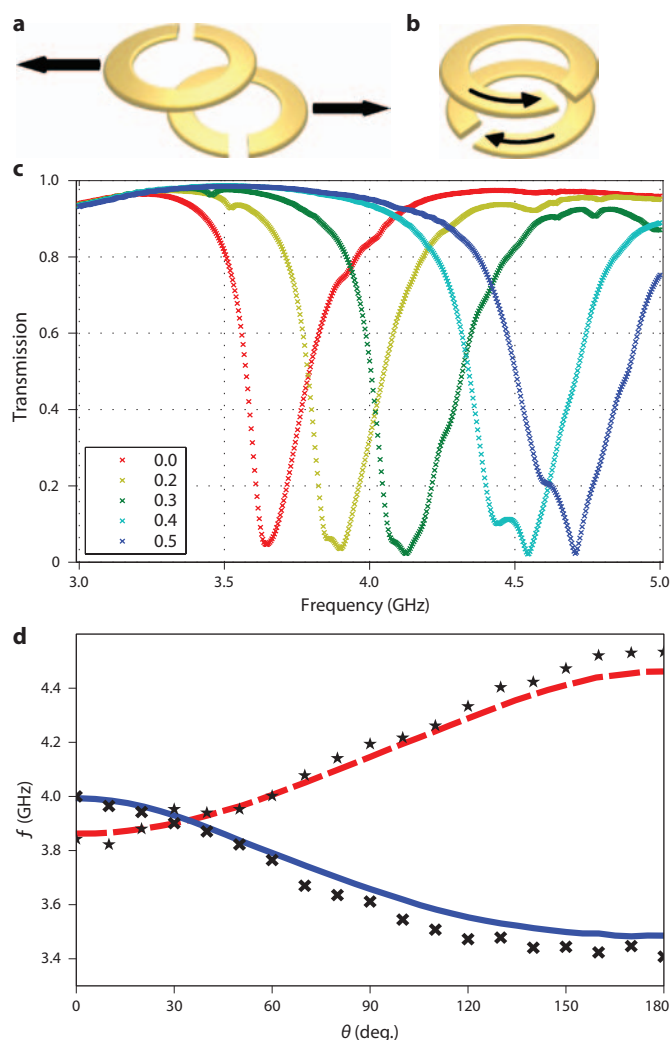 a
b
c
1.0
0.8
0.6
0.4
0.2
0
Transmission
0.0
0.2
0.3
0.4
0.5
3.0 3.5 4.0 4.5 5.0
Frequency (GHz)
d
4.4
4.2
4.0
3.8
3.6
3.4
f (GHz)
0 30 60 90 120 150 180
θ (deg.)